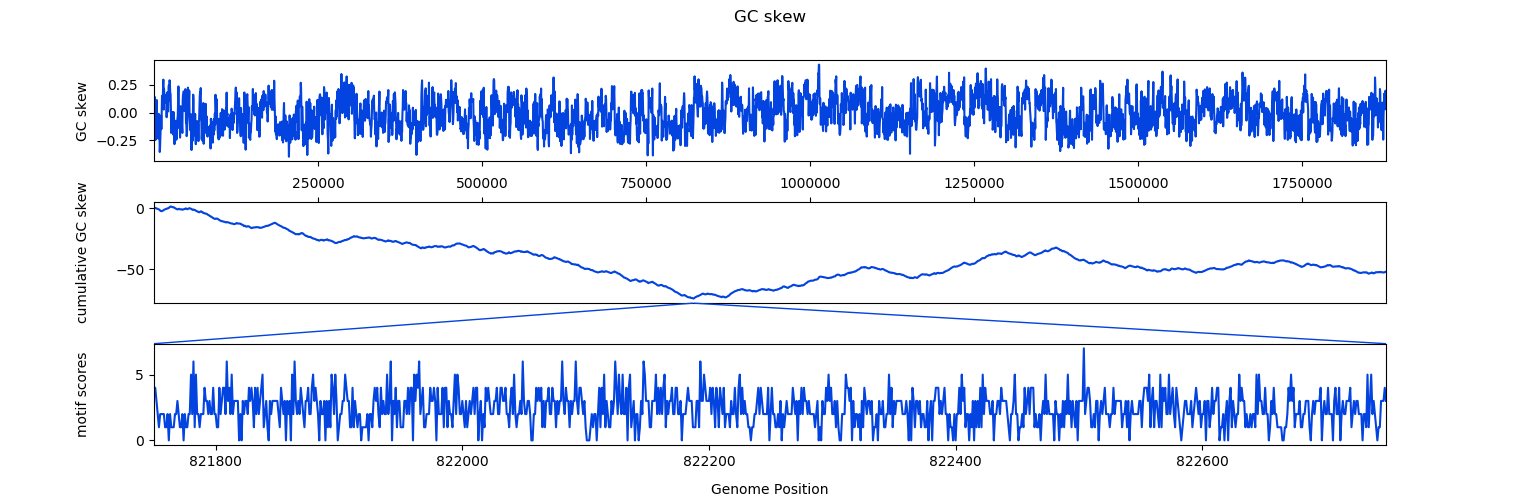 GC skew
GC skew
0.25
0.00
−0.25
250000 500000 750000 1000000 1250000 1500000 1750000
cumulative GC skew
0
−50
motif scores
5
0
821800 822000 822200 822400 822600
Genome Position